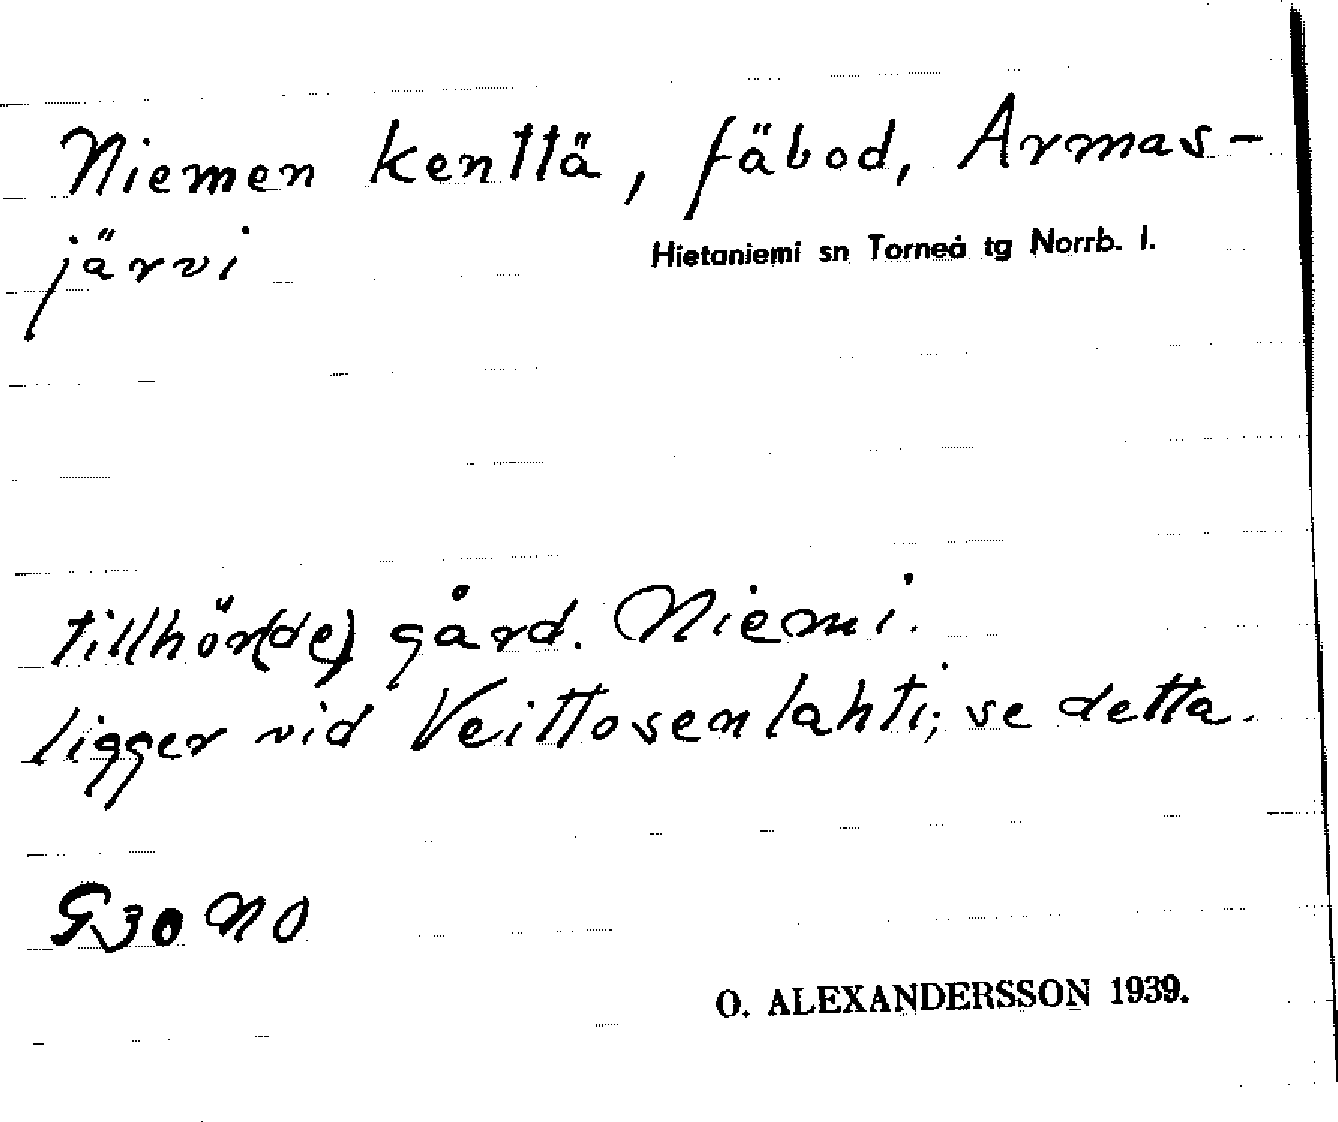 Niemen kenttä, fäbod, Armas-
järvi
Hietaniemi sn Torneå tg Norrb. l.
tillhör(de) gård. Niemi.
ligger vid Veittosenlahti; se detta.
G30 NO
O. ALEXANDERSSON 1939.